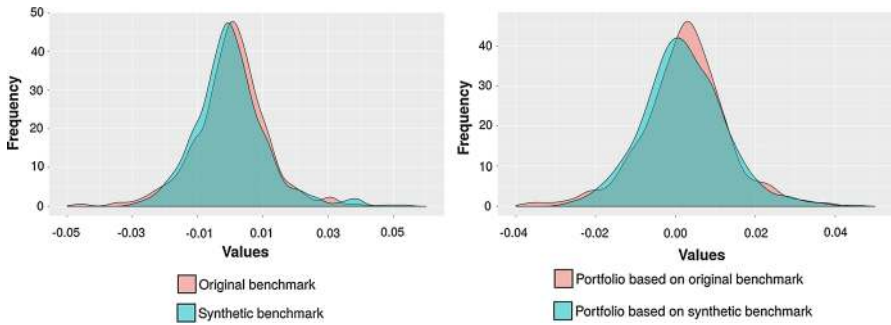 50
40
30
20
10
0
Frequency
-0.05 -0.03 -0.01 0.01 0.03 0.05
Values
Original benchmark
Synthetic benchmark
40
30
20
10
0
Frequency
-0.04 -0.02 0.00 0.02 0.04
Values
Portfolio based on original benchmark
Portfolio based on synthetic benchmark